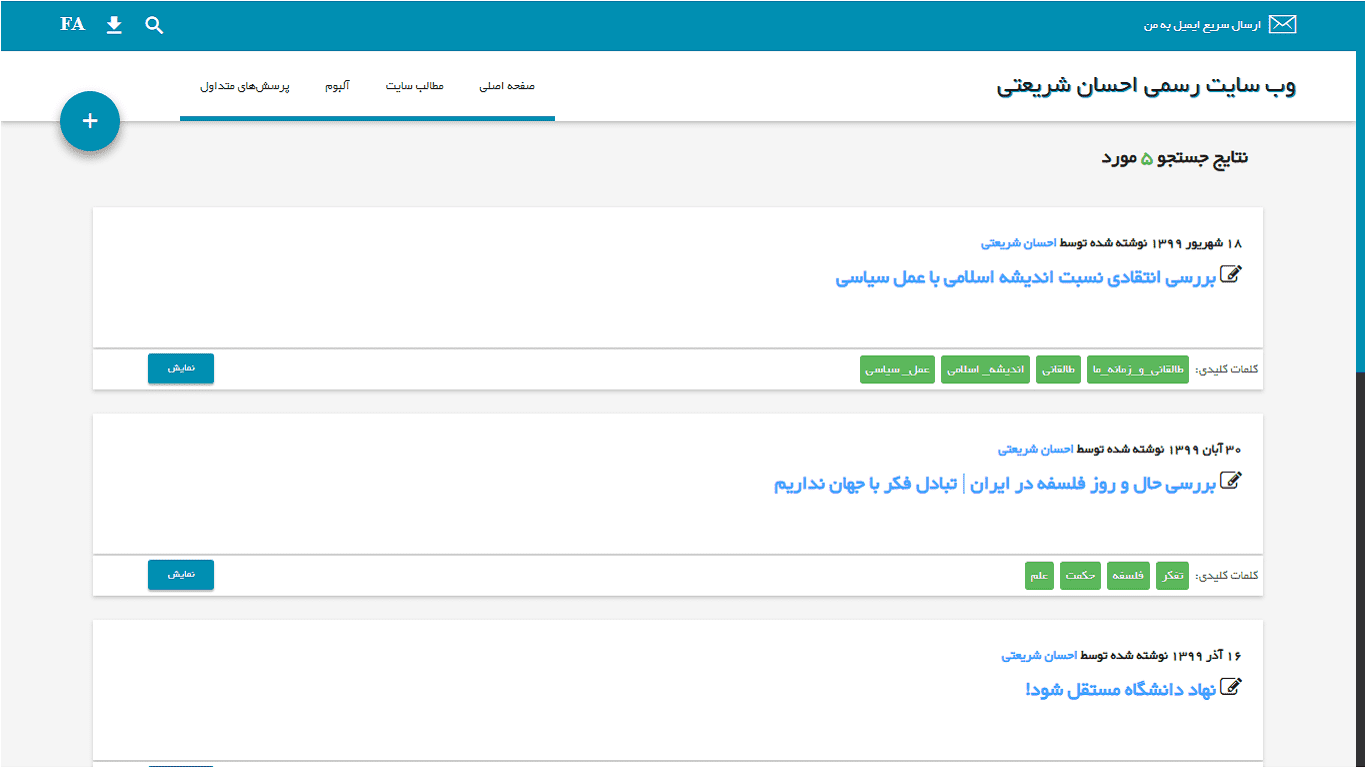 ارسال سریع ایمیل به من
FA
وب سایت رسمی احسان شریعتی
صفحه اصلی مطالب سایت آلبوم پرسش‌های متداول
+
نتایج جستجو ۵ مورد
۱۸ شهریور ۱۳۹۹ نوشته شده توسط احسان شریعتی
بررسی انتقادی نسبت اندیشه اسلامی با عمل سیاسی
کلمات کلیدی: طالقانی_و_زمانه_ما طالقانی اندیشه_اسلامی عمل_سیاسی نمایش
۳۰ آبان ۱۳۹۹ نوشته شده توسط احسان شریعتی
بررسی حال و روز فلسفه در ایران | تبادل فکر با جهان نداریم
کلمات کلیدی: تفکر فلسفه حکمت علم نمایش
۱۶ آذر ۱۳۹۹ نوشته شده توسط احسان شریعتی
نهاد دانشگاه مستقل شود!